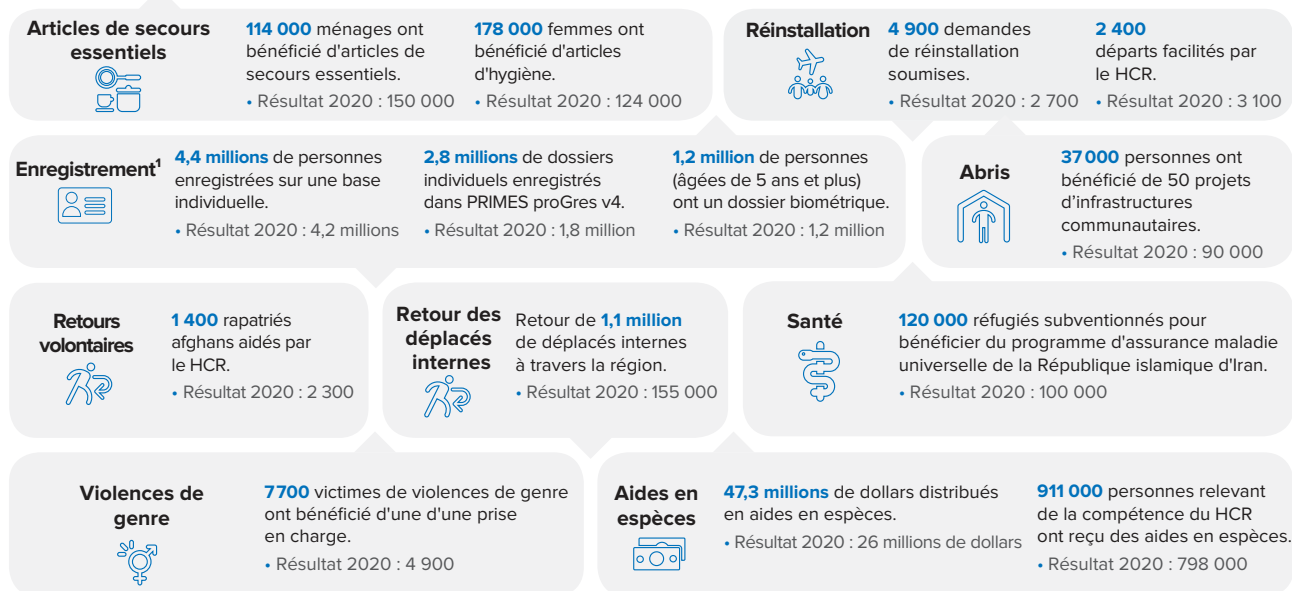 Articles de secours
essentiels
114 000 ménages ont
bénéficié d'articles de
secours essentiels.
• Résultat 2020 : 150 000
178 000 femmes ont
bénéficié d'articles
d'hygiène.
• Résultat 2020 : 124 000
Réinstallation
4 900 demandes
de réinstallation
soumises.
• Résultat 2020 : 2 700
2 400
départs facilités par
le HCR.
• Résultat 2020 : 3 100
Enregistrement¹
4,4 millions de personnes
enregistrées sur une base
individuelle.
• Résultat 2020 : 4,2 millions
2,8 millions de dossiers
individuels enregistrés
dans PRIMES proGres v4.
• Résultat 2020 : 1,8 million
1,2 million de personnes
(âgées de 5 ans et plus)
ont un dossier biométrique.
• Résultat 2020 : 1,2 million
Abris
37 000 personnes ont
bénéficié de 50 projets
d'infrastructures
communautaires.
• Résultat 2020 : 90 000
Retours
volontaires
1 400 rapatriés
afghans aidés par
le HCR.
• Résultat 2020 : 2 300
Retour des
déplacés
internes
Retour de 1,1 million
de déplacés internes
à travers la région.
• Résultat 2020 : 155 000
Santé
120 000 réfugiés subventionnés pour
bénéficier du programme d'assurance maladie
universelle de la République islamique d'Iran.
• Résultat 2020 : 100 000
Violences de
genre
7 700 victimes de violences de genre
ont bénéficié d'une d'une prise
en charge.
• Résultat 2020 : 4 900
Aides en
espèces
47,3 millions de dollars distribués
en aides en espèces.
• Résultat 2020 : 26 millions de dollars
911 000 personnes relevant
de la compétence du HCR
ont reçu des aides en espèces.
• Résultat 2020 : 798 000